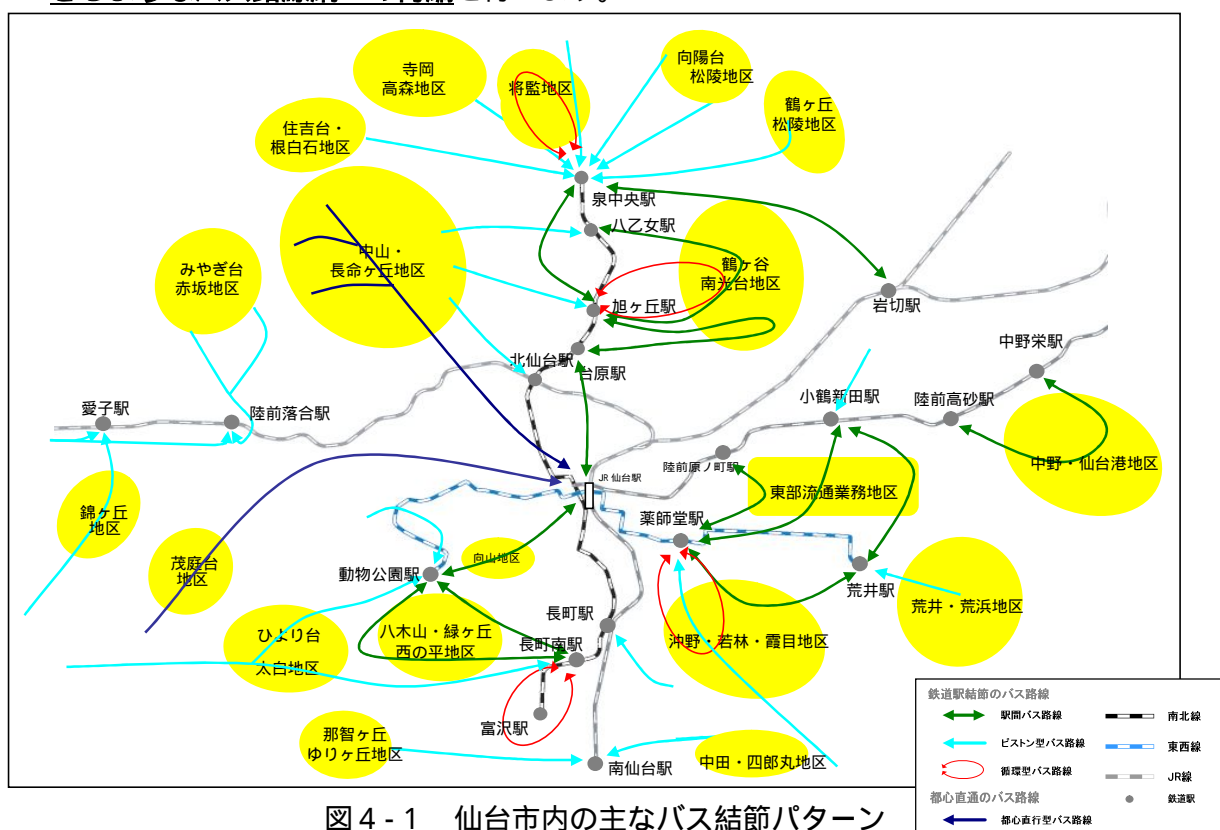 寺岡
高森地区
将監地区
向陽台
松陵地区
鶴ヶ丘
松陵地区
住吉台・
根白石地区
泉中央駅
八乙女駅
中山・
長命ヶ丘地区
鶴ヶ谷
南光台地区
みやぎ台
赤坂地区
旭ヶ丘駅
岩切駅
北仙台駅
台原駅
中野栄駅
愛子駅
陸前落合駅
小鶴新田駅
陸前高砂駅
陸前原ノ町駅
中野・仙台港地区
JR仙台駅
東部流通業務地区
錦ヶ丘
地区
薬師堂駅
茂庭台
地区
向山地区
動物公園駅
荒井駅
荒井・荒浜地区
長町駅
八木山・緑ヶ丘
西の平地区
長町南駅
沖野・若林・霞目地区
ひより台
太白地区
富沢駅
那智ヶ丘
ゆりヶ丘地区
南仙台駅
中田・四郎丸地区
鉄道駅結節のバス路線
駅間バス路線
南北線
ピストン型バス路線
東西線
循環型バス路線
JR線
都心直通のバス路線
鉄道駅
都心直行型バス路線
図4-1 仙台市内の主なバス結節パターン